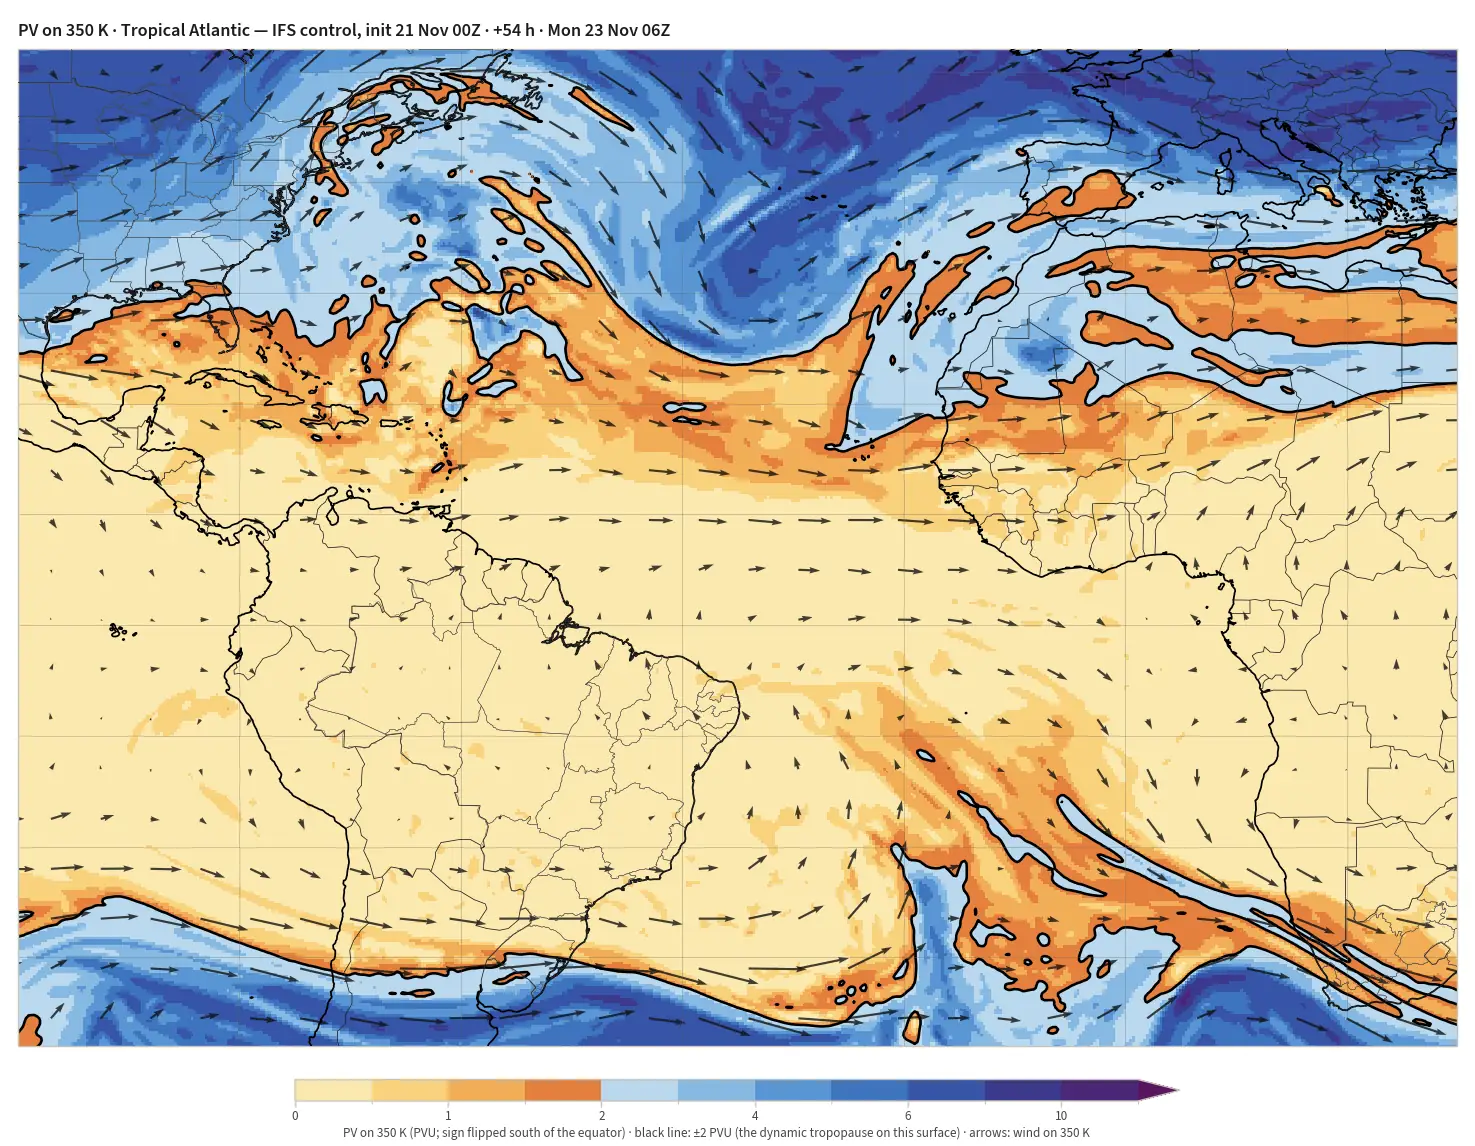 PV on 350 K · Tropical Atlantic — IFS control, init 21 Nov 00Z · +54 h · Mon 23 Nov 06Z
0 1 2 4 6 10
PV on 350 K (PVU; sign flipped south of the equator) · black line: ±2 PVU (the dynamic tropopause on this surface) · arrows: wind on 350 K